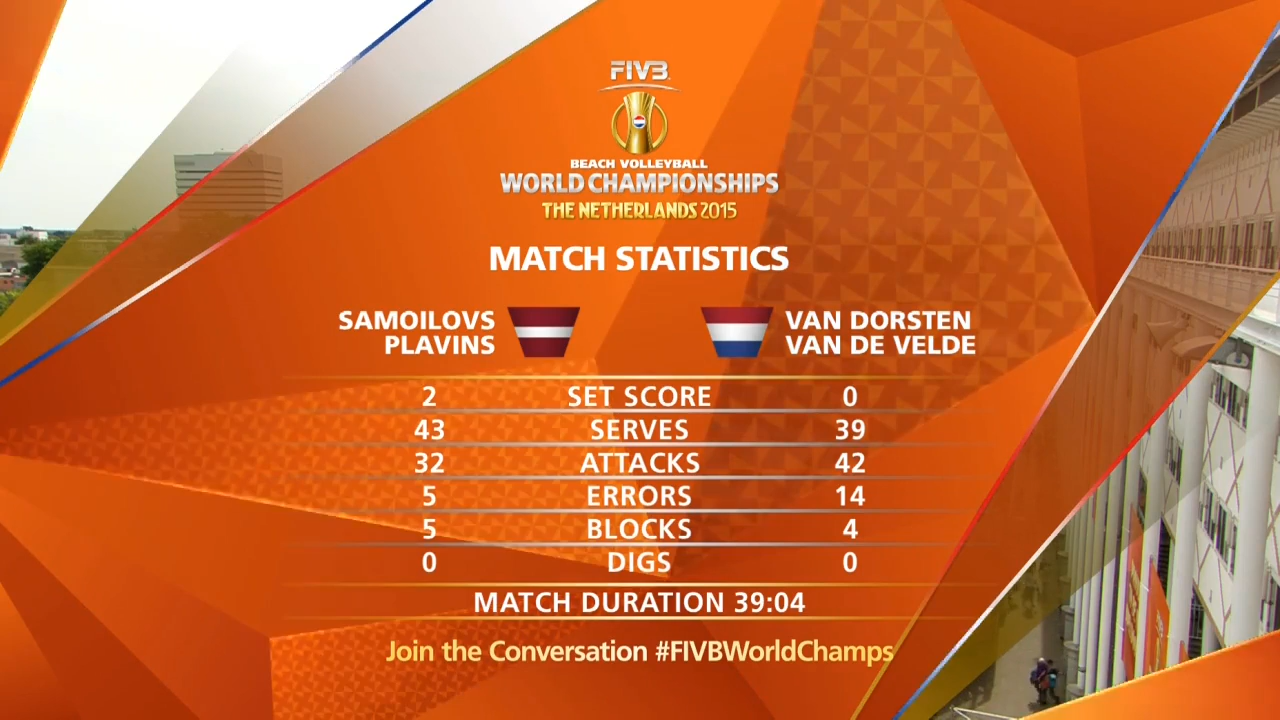 FIVB
BEACH VOLLEYBALL
WORLD CHAMPIONSHIPS
THE NETHERLANDS 2015
MATCH STATISTICS
SAMOILOVS
PLAVINS
VAN DORSTEN
VAN DE VELDE
2 SET SCORE 0
43 SERVES 39
32 ATTACKS 42
5 ERRORS 14
5 BLOCKS 4
0 DIGS 0
MATCH DURATION 39:04
Join the Conversation #FIVBWorldChamps